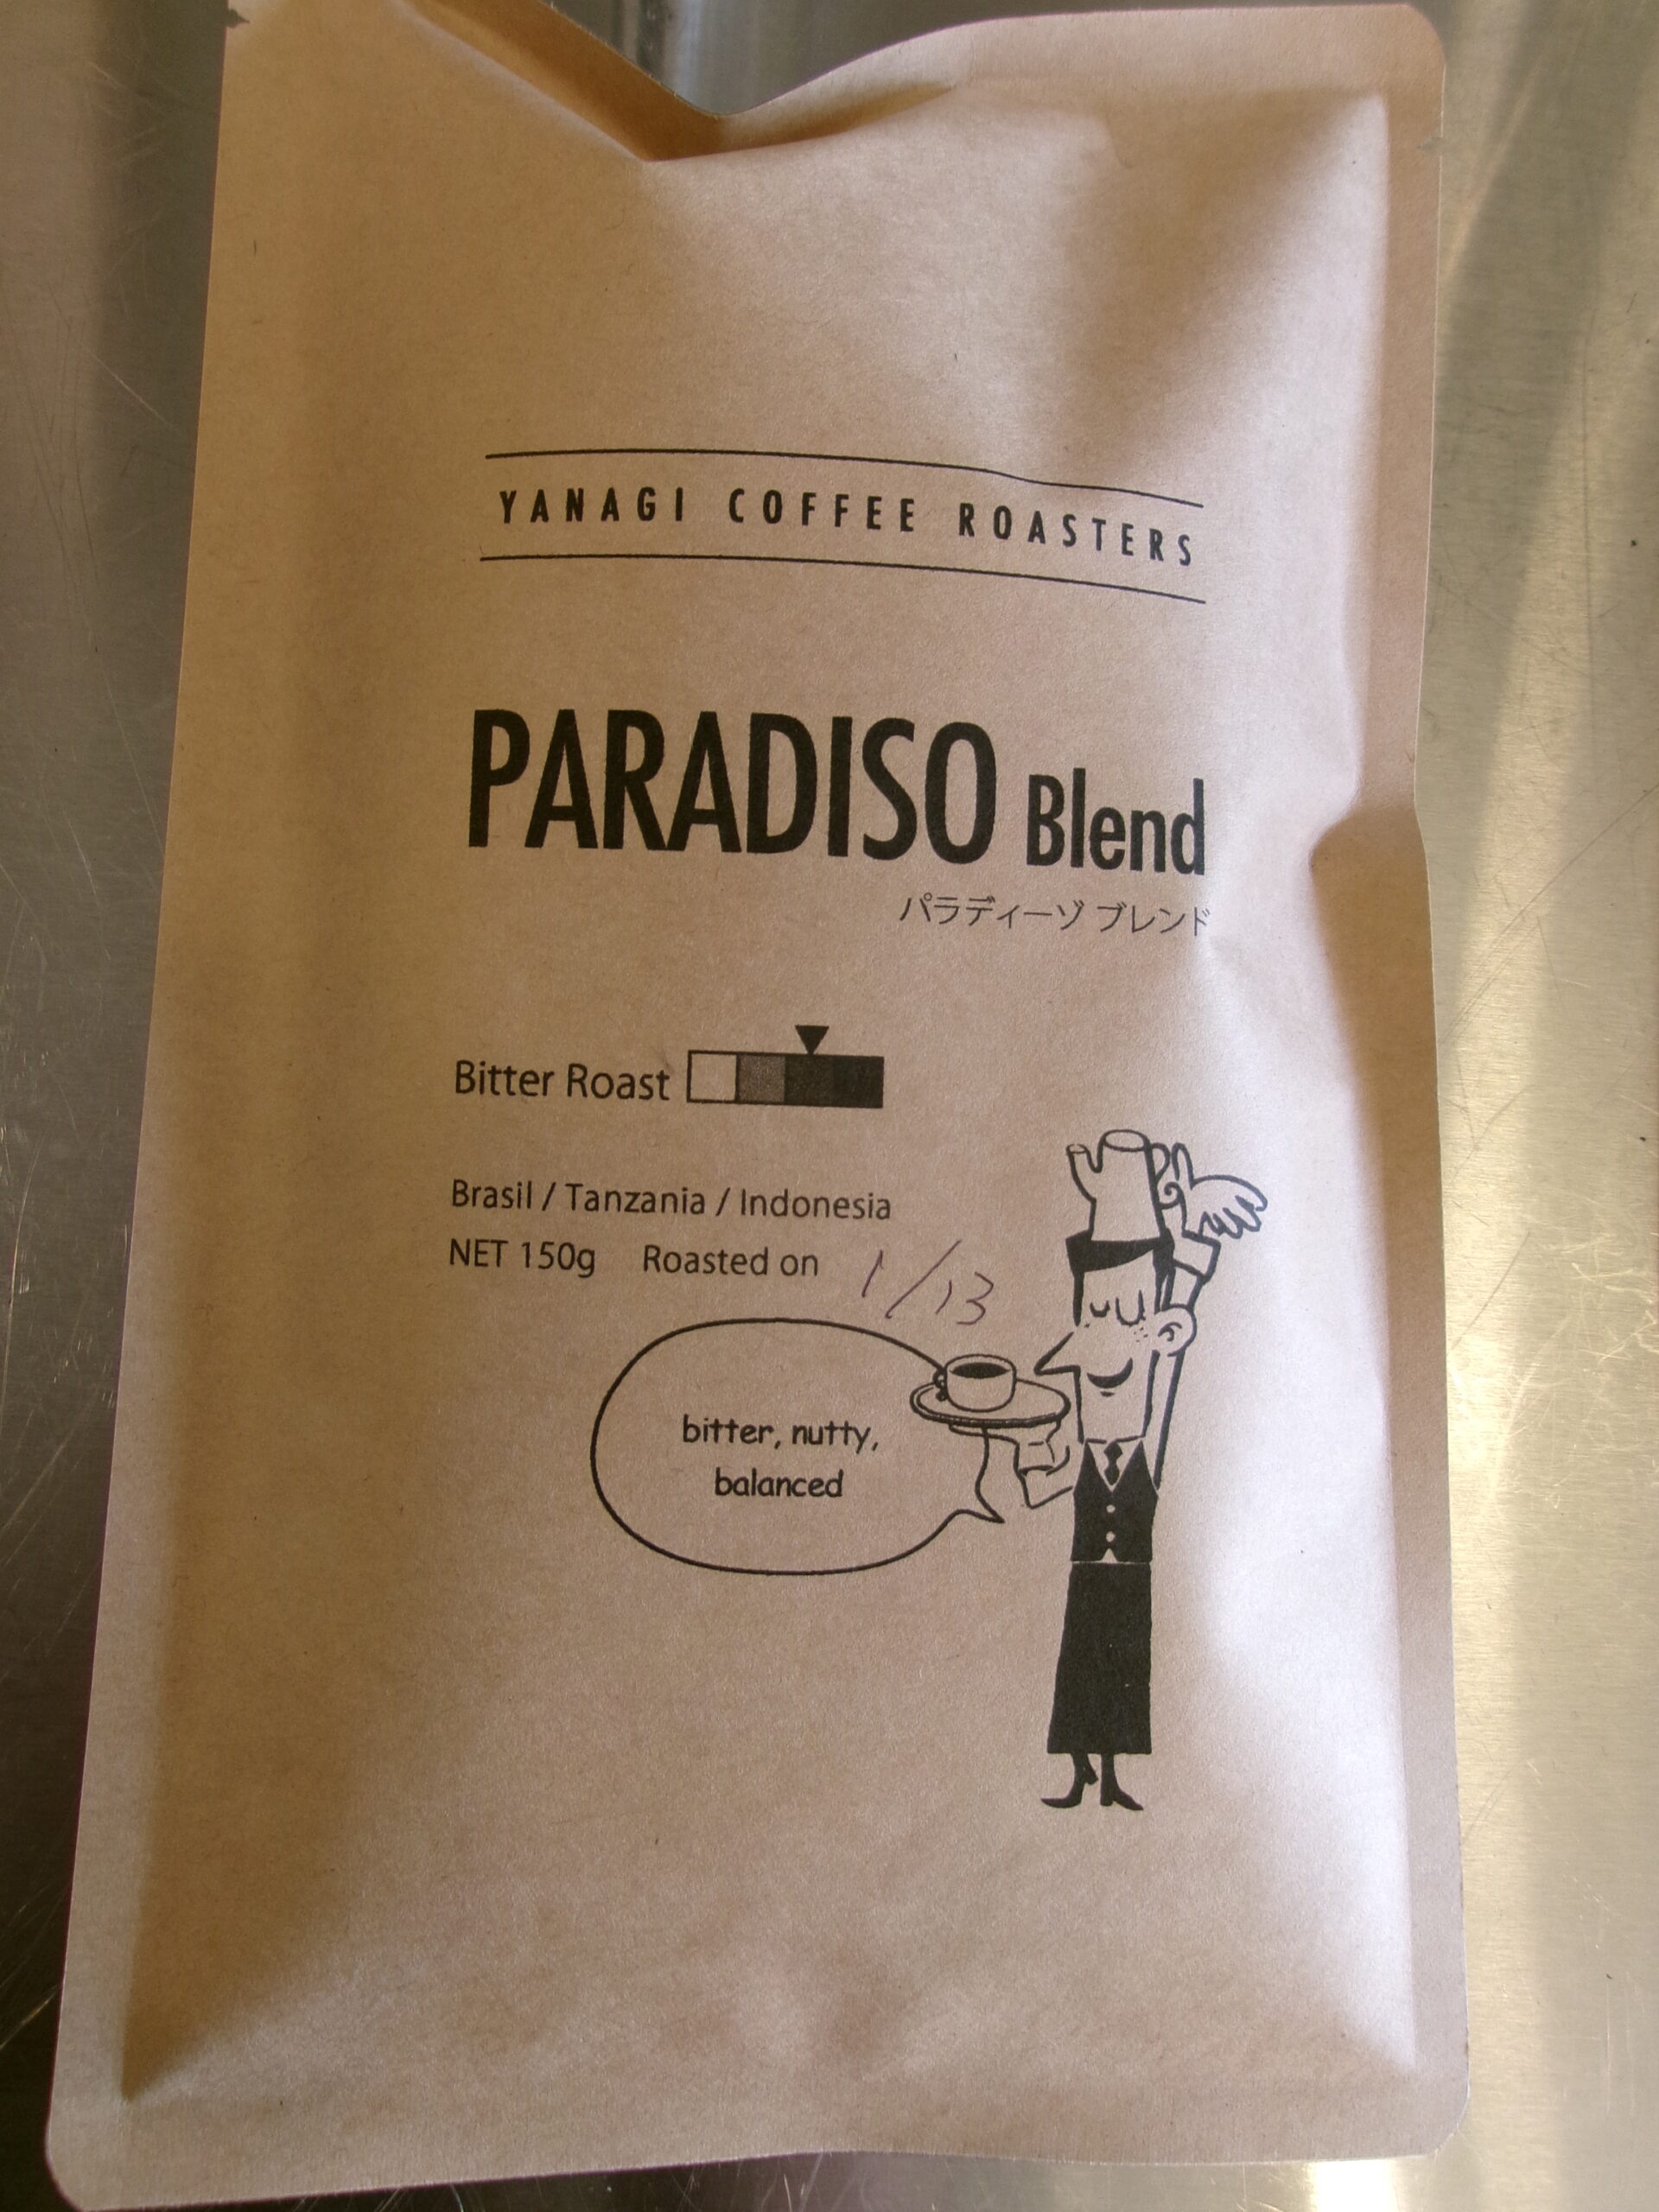 YANAGI COFFEE ROASTERS
PARADISO Blend
パラディーゾ ブレンド
Bitter Roast
Brasil / Tanzania / Indonesia
NET 150g Roasted on 1/13
bitter, nutty,
balanced